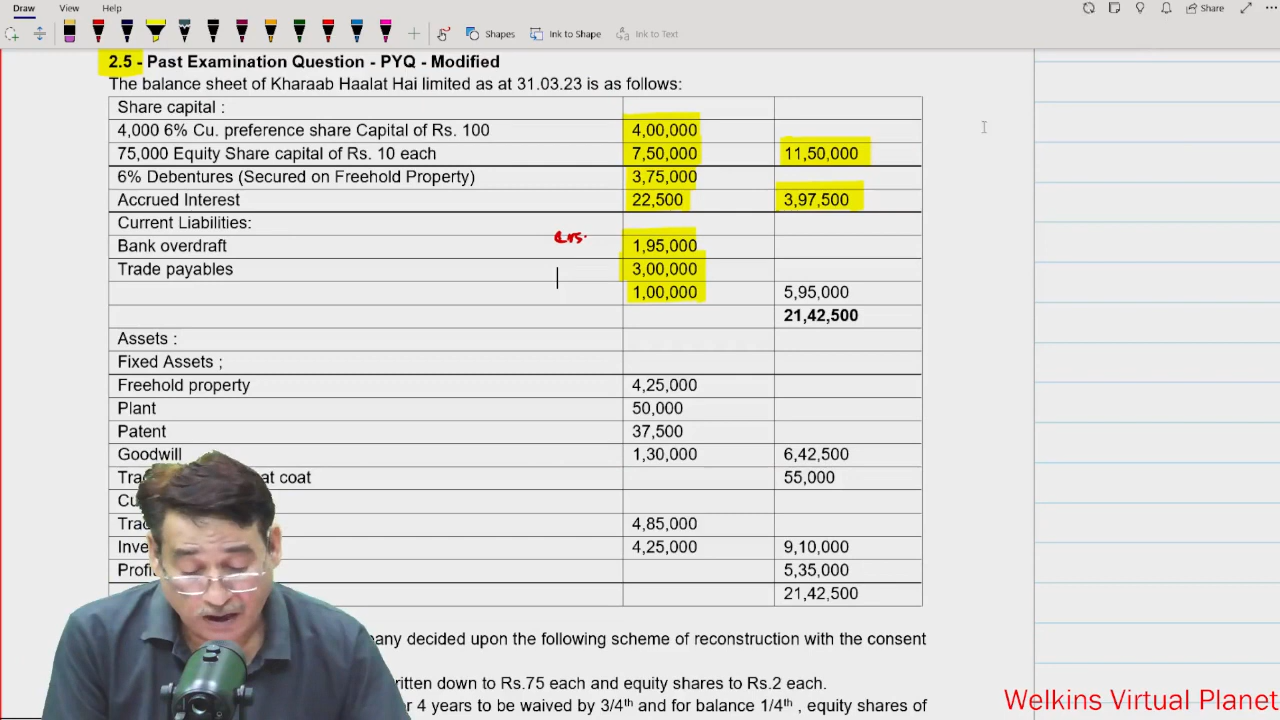 Draw View Help Share
Shapes Ink to Shape Ink to Text
2.5 - Past Examination Question - PYQ - Modified
The balance sheet of Kharaab Haalat Hai limited as at 31.03.23 is as follows:
Share capital :
4,000 6% Cu. preference share Capital of Rs. 100 4,00,000
75,000 Equity Share capital of Rs. 10 each 7,50,000 11,50,000
6% Debentures (Secured on Freehold Property) 3,75,000
Accrued Interest 22,500 3,97,500
Current Liabilities:
Bank overdraft 1,95,000
Trade payables 3,00,000
1,00,000 5,95,000
21,42,500
Assets :
Fixed Assets ;
Freehold property 4,25,000
Plant 50,000
Patent 37,500
Goodwill 1,30,000 6,42,500
at coat 55,000
4,85,000
4,25,000 9,10,000
5,35,000
21,42,500
decided upon the following scheme of reconstruction with the consent
written down to Rs.75 each and equity shares to Rs.2 each.
4 years to be waived by 3/4th and for balance 1/4th , equity shares of
Welkins Virtual Planet